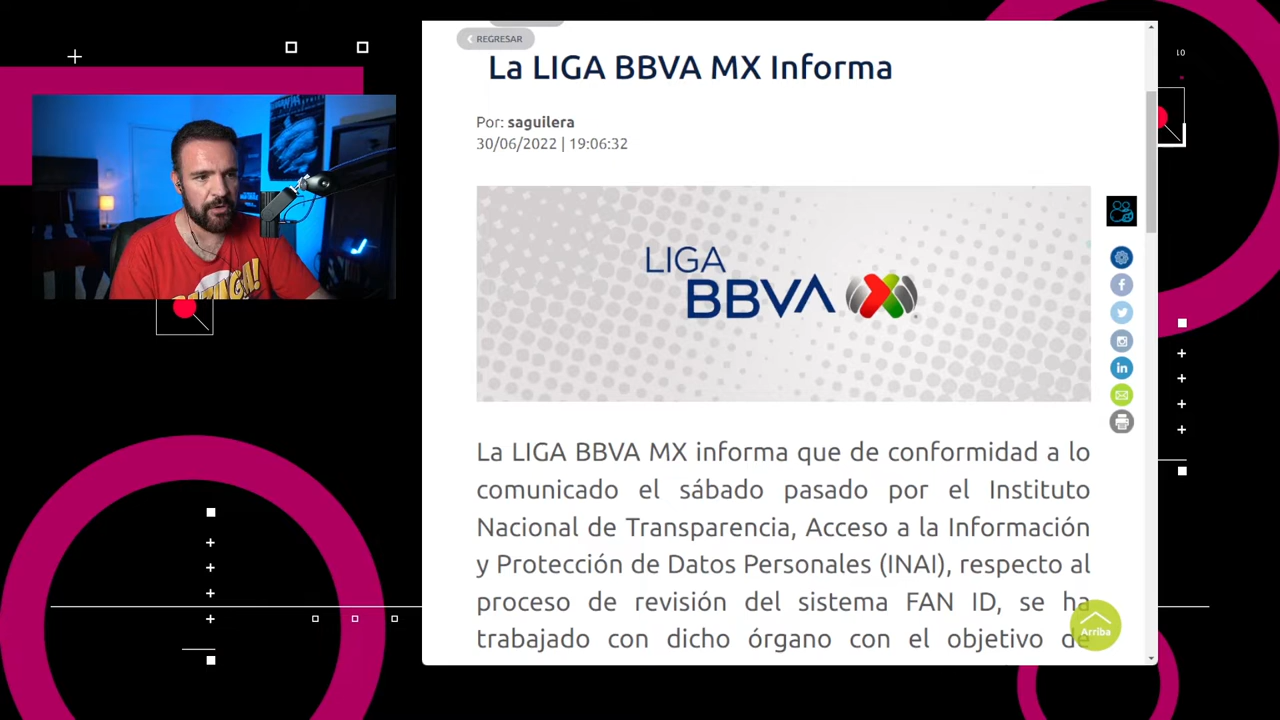 REGRESAR
La LIGA BBVA MX Informa
Por: saguilera
30/06/2022 | 19:06:32
LIGA
BBVA
La LIGA BBVA MX informa que de conformidad a lo
comunicado el sábado pasado por el Instituto
Nacional de Transparencia, Acceso a la Información
y Protección de Datos Personales (INAI), respecto al
proceso de revisión del sistema FAN ID, se ha
trabajado con dicho órgano con el objetivo de
Arriba
10